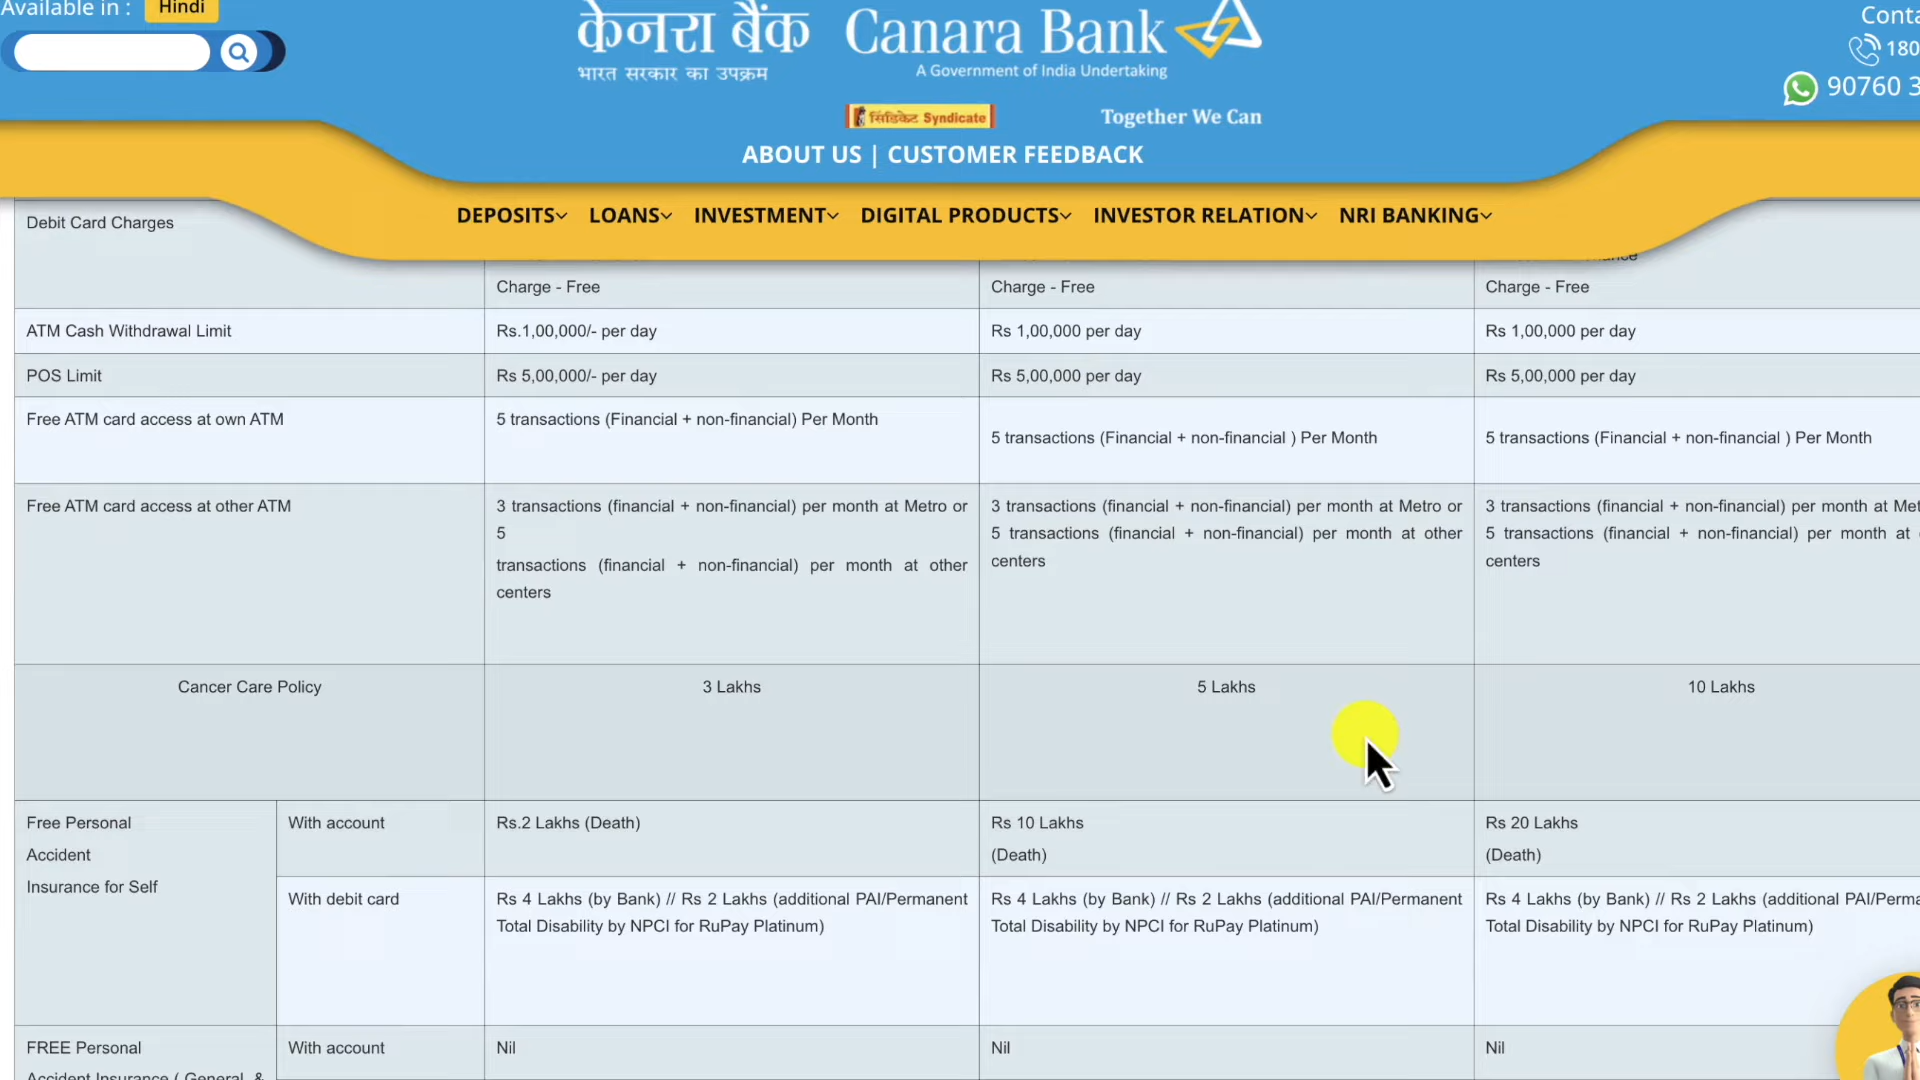 Available in :
Hindi
केनरा बैंक
Canara Bank
भारत सरकार का उपक्रम
A Government of India Undertaking
सिंडिकेट Syndicate
Together We Can
180
90760 3
ABOUT US | CUSTOMER FEEDBACK
DEPOSITS LOANS INVESTMENT DIGITAL PRODUCTS INVESTOR RELATION NRI BANKING
Debit Card Charges
Charge - Free
Charge - Free
Charge - Free
ATM Cash Withdrawal Limit
Rs.1,00,000/- per day
Rs 1,00,000 per day
Rs 1,00,000 per day
POS Limit
Rs 5,00,000/- per day
Rs 5,00,000 per day
Rs 5,00,000 per day
Free ATM card access at own ATM
5 transactions (Financial + non-financial) Per Month
5 transactions (Financial + non-financial ) Per Month
5 transactions (Financial + non-financial ) Per Month
Free ATM card access at other ATM
3 transactions (financial + non-financial) per month at Metro or
5
transactions (financial + non-financial) per month at other
centers
3 transactions (financial + non-financial) per month at Metro or
5 transactions (financial + non-financial) per month at other
centers
3 transactions (financial + non-financial) per month at Met
5 transactions (financial + non-financial) per month at
centers
Cancer Care Policy
3 Lakhs
5 Lakhs
10 Lakhs
Free Personal
Accident
Insurance for Self
With account
Rs.2 Lakhs (Death)
Rs 10 Lakhs
(Death)
Rs 20 Lakhs
(Death)
With debit card
Rs 4 Lakhs (by Bank) // Rs 2 Lakhs (additional PAI/Permanent
Total Disability by NPCI for RuPay Platinum)
Rs 4 Lakhs (by Bank) // Rs 2 Lakhs (additional PAI/Permanent
Total Disability by NPCI for RuPay Platinum)
Rs 4 Lakhs (by Bank) // Rs 2 Lakhs (additional PAI/Perma
Total Disability by NPCI for RuPay Platinum)
FREE Personal
Accident Insurance ( General &
With account
Nil
Nil
Nil